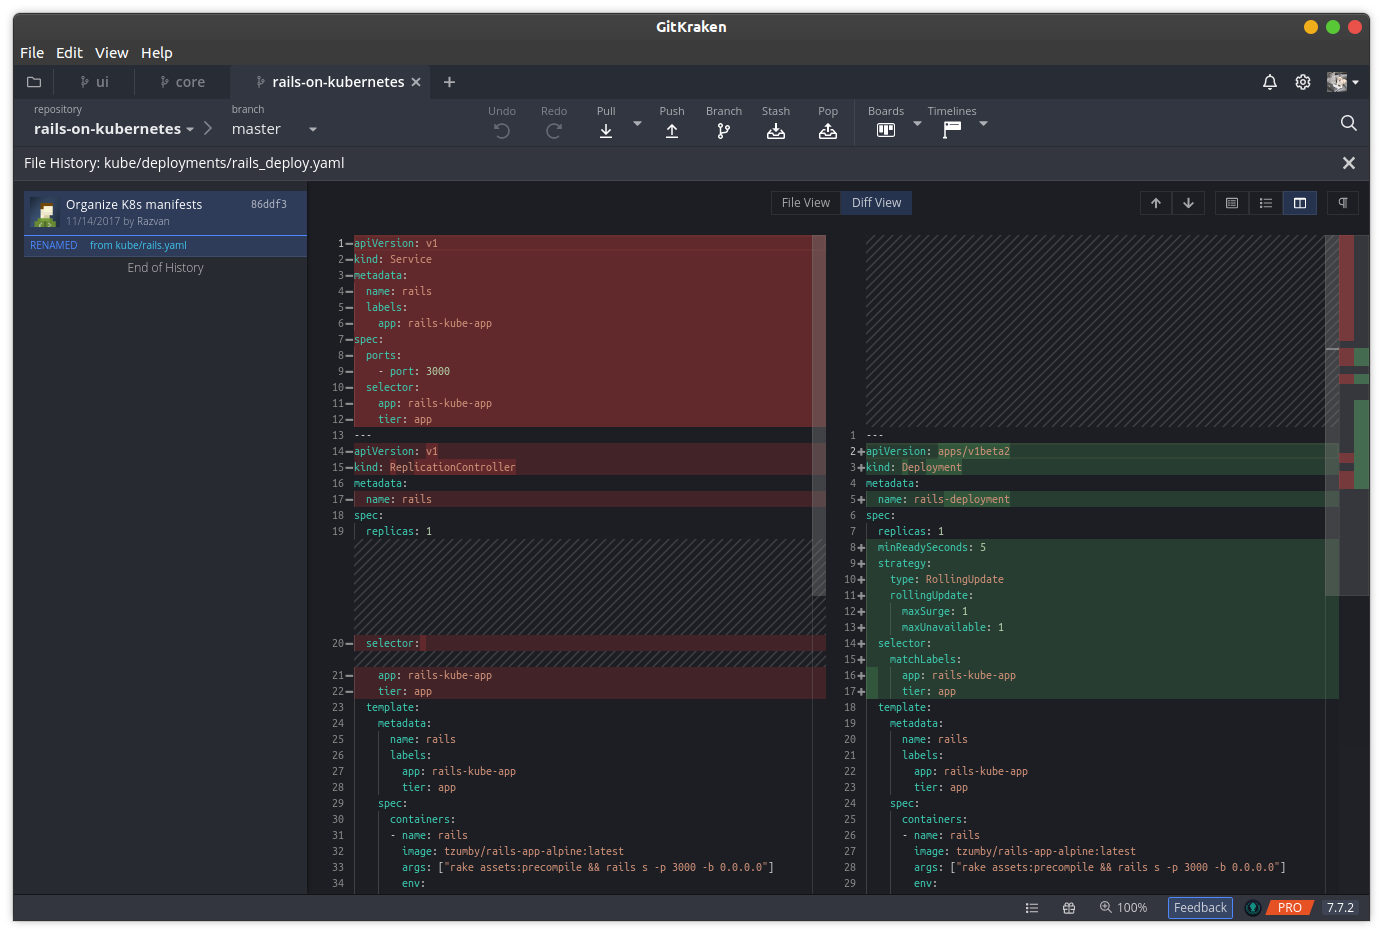 GitKraken
File Edit View Help
ui core rails-on-kubernetes
repository branch
rails-on-kubernetes master
Undo Redo Pull Push Branch Stash Pop Boards Timelines
File History: kube/deployments/rails_deploy.yaml
Organize K8s manifests 86ddf3
11/14/2017 by Razvan
RENAMED from kube/rails.yaml
End of History
File View Diff View
1 apiVersion: v1
2 kind: Service
3 metadata:
4 name: rails
5 labels:
6 app: rails-kube-app
7 spec:
8 ports:
9 - port: 3000
10 selector:
11 app: rails-kube-app
12 tier: app
13 ---
14 apiVersion: v1
15 kind: ReplicationController
16 metadata:
17 name: rails
18 spec:
19 replicas: 1
20 selector:
21 app: rails-kube-app
22 tier: app
23 template:
24 metadata:
25 name: rails
26 labels:
27 app: rails-kube-app
28 tier: app
29 spec:
30 containers:
31 - name: rails
32 image: tzumby/rails-app-alpine:latest
33 args: ["rake assets:precompile && rails s -p 3000 -b 0.0.0.0"]
34 env:
1 ---
2 apiVersion: apps/v1beta2
3 kind: Deployment
4 metadata:
5 name: rails-deployment
6 spec:
7 replicas: 1
8 minReadySeconds: 5
9 strategy:
10 type: RollingUpdate
11 rollingUpdate:
12 maxSurge: 1
13 maxUnavailable: 1
14 selector:
15 matchLabels:
16 app: rails-kube-app
17 tier: app
18 template:
19 metadata:
20 name: rails
21 labels:
22 app: rails-kube-app
23 tier: app
24 spec:
25 containers:
26 - name: rails
27 image: tzumby/rails-app-alpine:latest
28 args: ["rake assets:precompile && rails s -p 3000 -b 0.0.0.0"]
29 env:
100% Feedback PRO 7.7.2